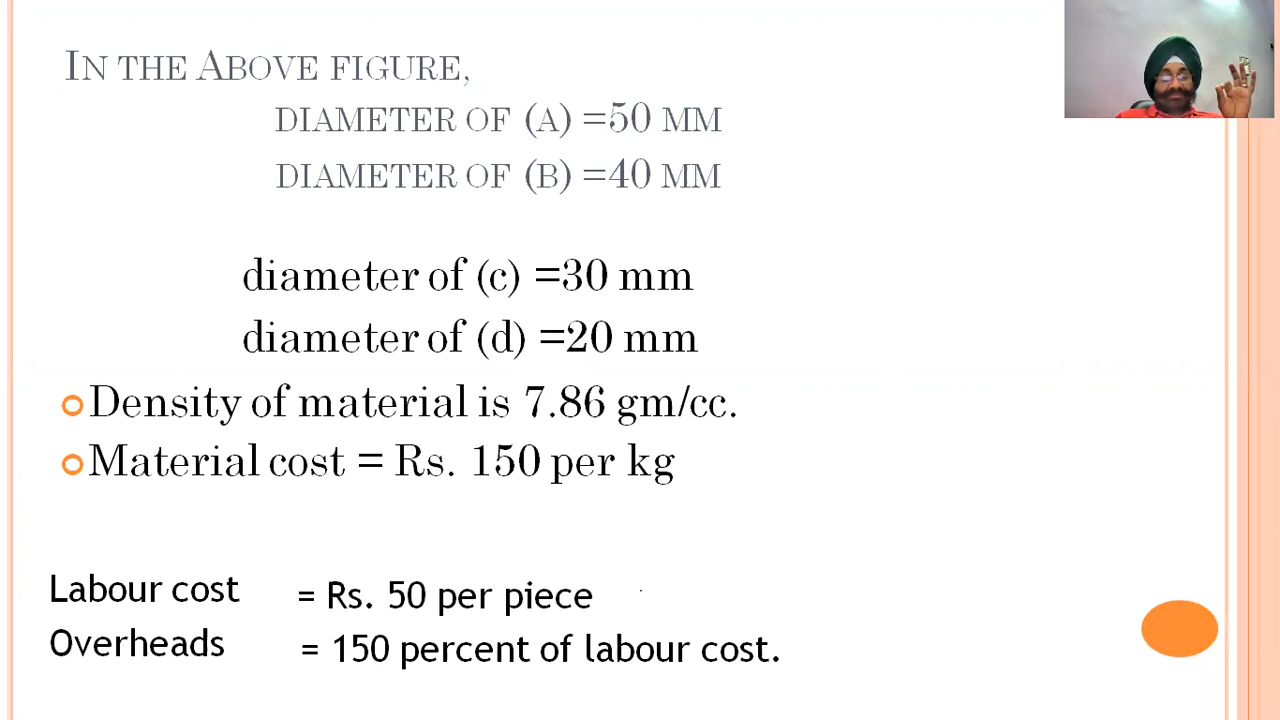 IN THE ABOVE FIGURE,
DIAMETER OF (A) =50 MM
DIAMETER OF (B) =40 MM
diameter of (c) =30 mm
diameter of (d) =20 mm
Density of material is 7.86 gm/cc.
Material cost = Rs. 150 per kg
Labour cost = Rs. 50 per piece
Overheads = 150 percent of labour cost.